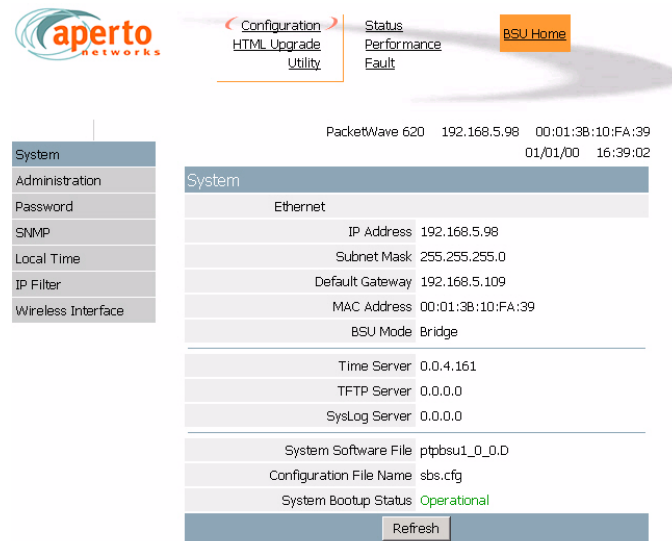 aperto
networks
Configuration
HTML Upgrade
Utility
Status
Performance
Fault
BSU Home
PacketWave 620 192.168.5.98 00:01:3B:10:FA:39
01/01/00 16:39:02
System
Administration
Password
SNMP
Local Time
IP Filter
Wireless Interface
System
Ethernet
IP Address 192.168.5.98
Subnet Mask 255.255.255.0
Default Gateway 192.168.5.109
MAC Address 00:01:3B:10:FA:39
BSU Mode Bridge
Time Server 0.0.4.161
TFTP Server 0.0.0.0
SysLog Server 0.0.0.0
System Software File ptpbsu1_0_0.D
Configuration File Name sbs.cfg
System Bootup Status Operational
Refresh